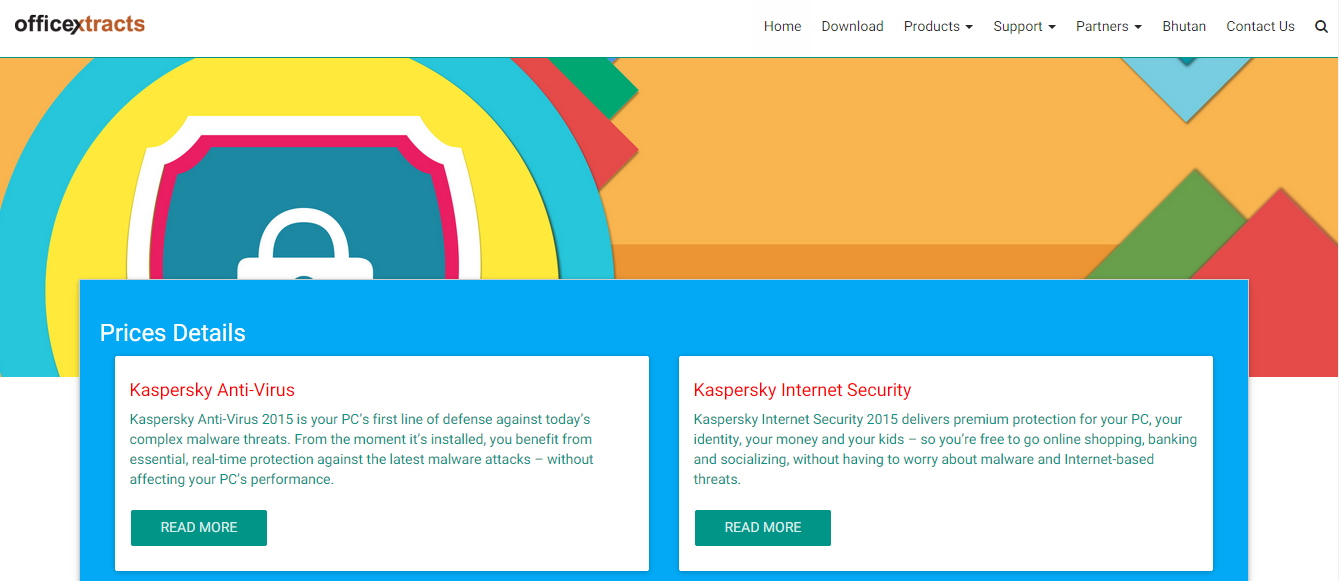 officextracts
Home Download Products Support Partners Bhutan Contact Us
Prices Details
Kaspersky Anti-Virus
Kaspersky Anti-Virus 2015 is your PC’s first line of defense against today’s
complex malware threats. From the moment it’s installed, you benefit from
essential, real-time protection against the latest malware attacks – without
affecting your PC’s performance.
READ MORE
Kaspersky Internet Security
Kaspersky Internet Security 2015 delivers premium protection for your PC, your
identity, your money and your kids – so you’re free to go online shopping, banking
and socializing, without having to worry about malware and Internet-based
threats.
READ MORE